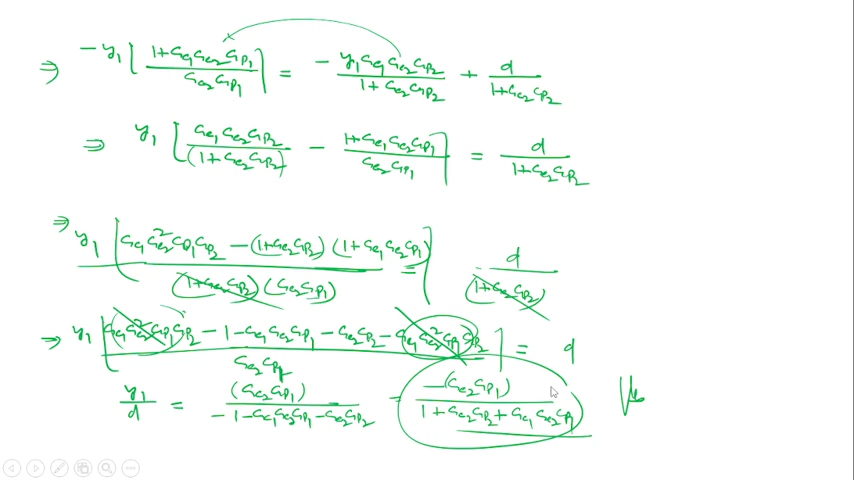 ⇒ -y₁ [ (1+G_{c1}G_{c2}G_{P1}) / (G_{c2}G_{P1}) ] = - (y₁G_{c1}G_{c2}G_{P2}) / (1+G_{c2}G_{P2}) + d / (1+G_{c2}G_{P2})
⇒ y₁ [ (G_{c1}G_{c2}G_{P2}) / (1+G_{c2}G_{P2}) - (1+G_{c1}G_{c2}G_{P1}) / (G_{c2}G_{P1}) ] = d / (1+G_{c2}G_{P2})
⇒ y₁ [ (G_{c1}G_{c2}²G_{P1}G_{P2} - (1+G_{c2}G_{P2})(1+G_{c1}G_{c2}G_{P1})) / ((1+G_{c2}G_{P2})(G_{c2}G_{P1})) ] = d / (1+G_{c2}G_{P2})
⇒ y₁ [ (G_{c1}G_{c2}²G_{P1}G_{P2} - 1 - G_{c1}G_{c2}G_{P1} - G_{c2}G_{P2} - G_{c1}G_{c2}²G_{P1}G_{P2}) / (G_{c2}G_{P1}) ] = d
y₁/d = (G_{c2}G_{P1}) / (-1-G_{c1}G_{c2}G_{P1}-G_{c2}G_{P2}) = -(G_{c2}G_{P1}) / (1+G_{c2}G_{P2}+G_{c1}G_{c2}G_{P1})